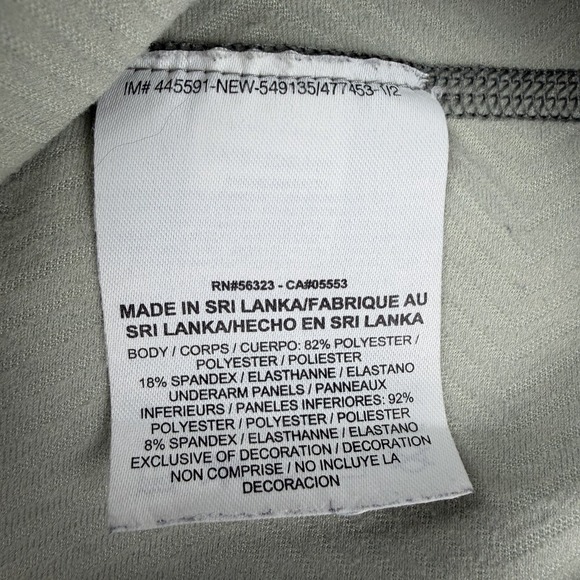 IM# 445591-NEW-549135/477453-1/2
RN#56323 - CA#05553
MADE IN SRI LANKA/FABRIQUE AU
SRI LANKA/HECHO EN SRI LANKA
BODY / CORPS / CUERPO: 82% POLYESTER /
POLYESTER / POLIESTER
18% SPANDEX / ELASTHANNE / ELASTANO
UNDERARM PANELS / PANNEAUX
INFERIEURS / PANELES INFERIORES: 92%
POLYESTER / POLYESTER / POLIESTER
8% SPANDEX / ELASTHANNE / ELASTANO
EXCLUSIVE OF DECORATION / DECORATION
NON COMPRISE / NO INCLUYE LA
DECORACION